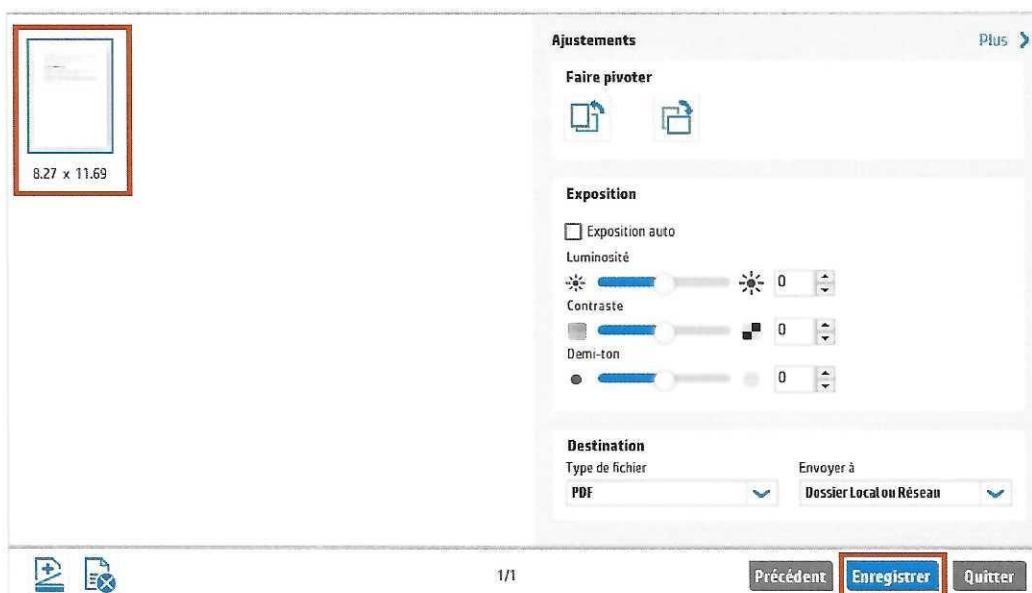 Ajustements
Plus
Faire pivoter
8.27 x 11.69
Exposition
Exposition auto
Luminosité
0
Contraste
0
Demi-ton
0
Destination
Type de fichier
Envoyer à
PDF
Dossier Local ou Réseau
1/1
Précédent
Enregistrer
Quitter